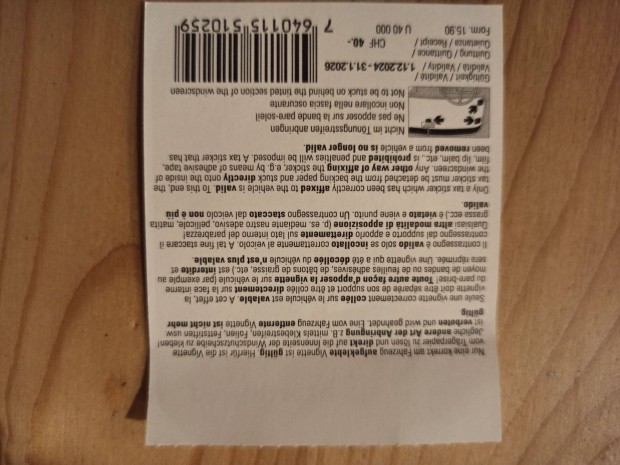 Nur eine korrekt am Fahrzeug aufgeklebte Vignette ist gültig. Hierfür ist die Vignette
vom Trägerpapier zu lösen und direkt auf die Innenseite der Windschutzscheibe zu kleben!
Jegliche andere Art der Anbringung z.B. mittels Klebestreifen, Folien, Fettstiften usw.
ist verboten und wird geahndet. Eine vom Fahrzeug entfernte Vignette ist nicht mehr
gültig.
Seule une vignette correctement collée sur le véhicule est valable. A cet effet, la
vignette doit être séparée de son support et être collée directement sur la face interne
du pare-brise! Toute autre façon d'apposer la vignette sur le véhicule par exemple au
moyen de bandes ou de feuilles adhésives, de bâtons de graisse, etc.) est interdite et
sera réprimée. Une vignette qui a été décollée du véhicule n'est plus valable.
Il contrassegno è valido solo se incollato correttamente al veicolo. A tal fine staccare il
contrassegno dal supporto e apporlo direttamente sul lato interno del parabrezza!
Qualsiasi altra modalità di apposizione (p. es. mediante nastro adesivo, pellicole, matita
grassa ecc.) è vietato e viene punito. Un contrassegno staccato dal veicolo non è più
valido.
Only a tax sticker which has been correctly affixed to the vehicle is valid. To this end, the
tax sticker must be detached from the backing paper and stuck directly onto the inside of
the windscreen. Any other way of affixing the sticker, e.g. by means of adhesive tape,
film, lip balm, etc., is prohibited and penalties will be imposed. A tax sticker that has
been removed from a vehicle is no longer valid.
Nicht im Tönungsstreifen anbringen
Ne pas apposer sur la bande pare-soleil
Non incollare nella fascia oscurante
Not to be stuck on behind the tinted section of the windscreen
Gültigkeit / Validité /
Validità / Validity
1.12.2024 - 31.1.2026
Quittung / Quittance /
Quietanza / Receipt
CHF 40.-
Form. 15.90
U 40 000
7 640115 510259